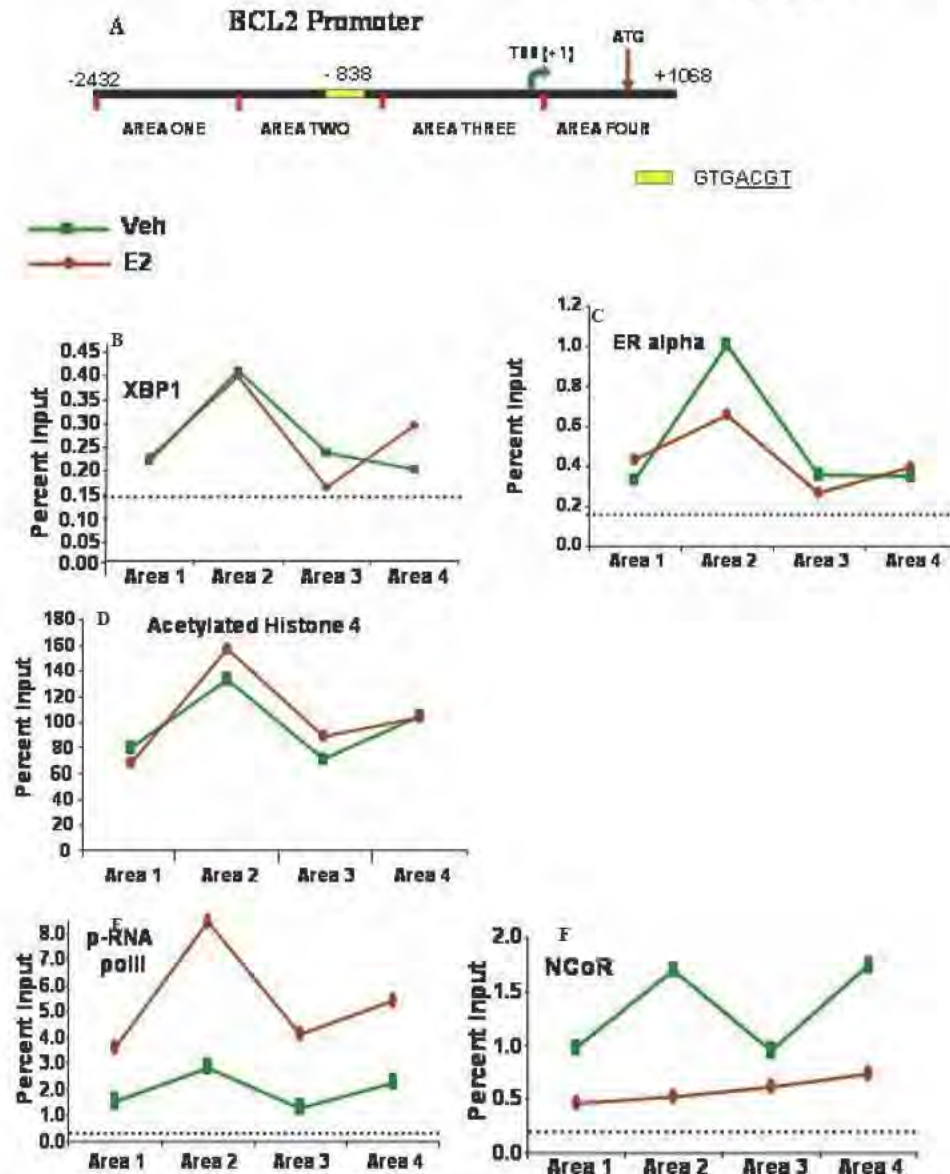 A BCL2 Promoter
TSS [+1] ATG
-2432 - 838 +1068
AREA ONE AREA TWO AREA THREE AREA FOUR
GTGACGT
Veh
E2
B
XBP1
Percent Input
0.45
0.40
0.35
0.30
0.25
0.20
0.15
0.10
0.05
0.00
Area 1 Area 2 Area 3 Area 4
C
ER alpha
Percent Input
1.2
1.0
0.8
0.6
0.4
0.2
0.0
Area 1 Area 2 Area 3 Area 4
D
Acetylated Histone 4
Percent Input
180
160
140
120
100
80
60
40
20
0
Area 1 Area 2 Area 3 Area 4
E
p-RNA
polII
Percent Input
8.0
7.0
6.0
5.0
4.0
3.0
2.0
1.0
0.0
Area 1 Area 2 Area 3 Area 4
F
NCoR
Percent Input
2.0
1.5
1.0
0.5
0.0
Area 1 Area 2 Area 3 Area 4